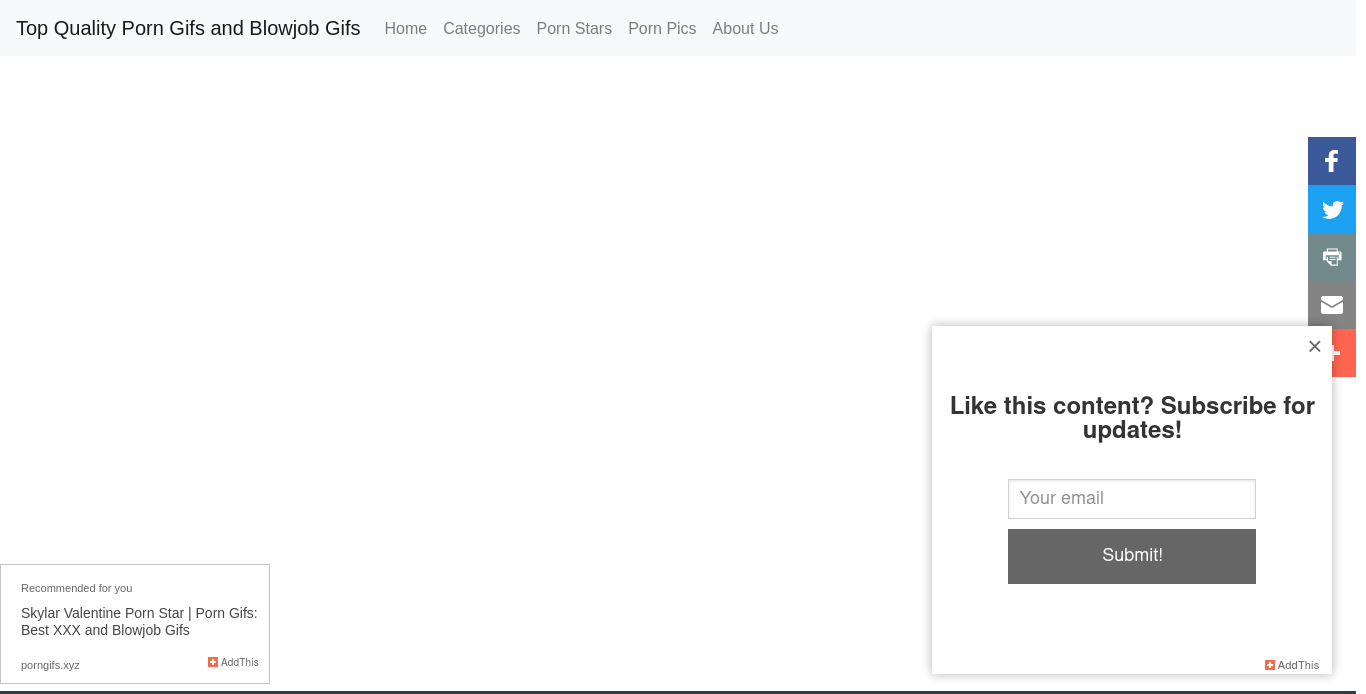 Top Quality Porn Gifs and Blowjob Gifs Home Categories Porn Stars Porn Pics About Us
Like this content? Subscribe for
updates!
Your email
Submit!
AddThis
Recommended for you
Skylar Valentine Porn Star | Porn Gifs:
Best XXX and Blowjob Gifs
porngifs.xyz AddThis